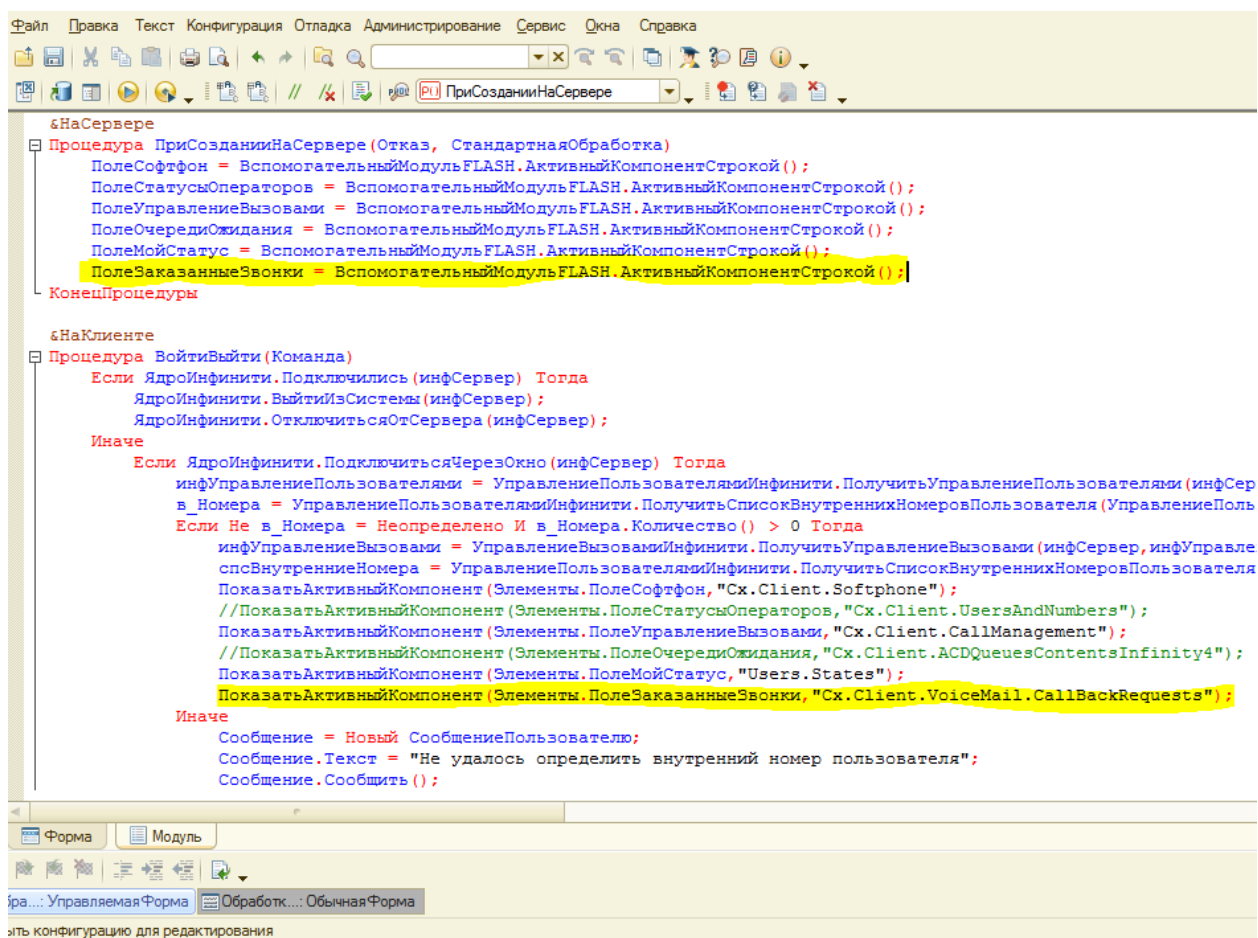 Файл Правка Текст Конфигурация Отладка Администрирование Сервис Окна Справка
ПриСозданииНаСервере
&НаСервере
Процедура ПриСозданииНаСервере(Отказ, СтандартнаяОбработка)
ПолеСофтфон = ВспомогательныйМодульFLASH.АктивныйКомпонентСтрокой();
ПолеСтатусыОператоров = ВспомогательныйМодульFLASH.АктивныйКомпонентСтрокой();
ПолеУправлениеВызовами = ВспомогательныйМодульFLASH.АктивныйКомпонентСтрокой();
ПолеОчередиОжидания = ВспомогательныйМодульFLASH.АктивныйКомпонентСтрокой();
ПолеМойСтатус = ВспомогательныйМодульFLASH.АктивныйКомпонентСтрокой();
ПолеЗаказанныеЗвонки = ВспомогательныйМодульFLASH.АктивныйКомпонентСтрокой();
КонецПроцедуры
&НаКлиенте
Процедура ВойтиВыйти(Команда)
Если ЯдроИнфинити.Подключились(инфСервер) Тогда
ЯдроИнфинити.ВыйтиИзСистемы(инфСервер);
ЯдроИнфинити.ОтключитьсяОтСервера(инфСервер);
Иначе
Если ЯдроИнфинити.ПодключитьсяЧерезОкно(инфСервер) Тогда
инфУправлениеПользователями = УправлениеПользователямиИнфинити.ПолучитьУправлениеПользователями(инфСер
в_Номера = УправлениеПользователямиИнфинити.ПолучитьСписокВнутреннихНомеровПользователя(УправлениеПоль
Если Не в_Номера = Неопределено И в_Номера.Количество() > 0 Тогда
инфУправлениеВызовами = УправлениеВызовамиИнфинити.ПолучитьУправлениеВызовами(инфСервер,инфУправле
спсВнутренниеНомера = УправлениеПользователямиИнфинити.ПолучитьСписокВнутреннихНомеровПользователя
ПоказатьАктивныйКомпонент(Элементы.ПолеСофтфон,"Cx.Client.Softphone");
//ПоказатьАктивныйКомпонент(Элементы.ПолеСтатусыОператоров,"Cx.Client.UsersAndNumbers");
ПоказатьАктивныйКомпонент(Элементы.ПолеУправлениеВызовами,"Cx.Client.CallManagement");
//ПоказатьАктивныйКомпонент(Элементы.ПолеОчередиОжидания,"Cx.Client.ACDQueuesContentsInfinity4");
ПоказатьАктивныйКомпонент(Элементы.ПолеМойСтатус,"Users.States");
ПоказатьАктивныйКомпонент(Элементы.ПолеЗаказанныеЗвонки,"Cx.Client.VoiceMail.CallBackRequests");
Иначе
Сообщение = Новый СообщениеПользователю;
Сообщение.Текст = "Не удалось определить внутренний номер пользователя";
Сообщение.Сообщить();
Форма Модуль
бра...: УправляемаяФорма Обработк...: ОбычнаяФорма
ыть конфигурацию для редактирования